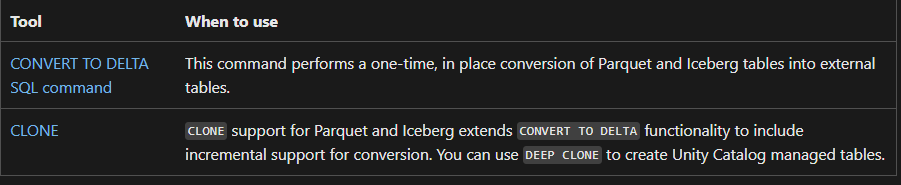 Tool When to use
CONVERT TO DELTA This command performs a one-time, in place conversion of Parquet and Iceberg tables into external
SQL command tables.
CLONE CLONE support for Parquet and Iceberg extends CONVERT TO DELTA functionality to include
incremental support for conversion. You can use DEEP CLONE to create Unity Catalog managed tables.